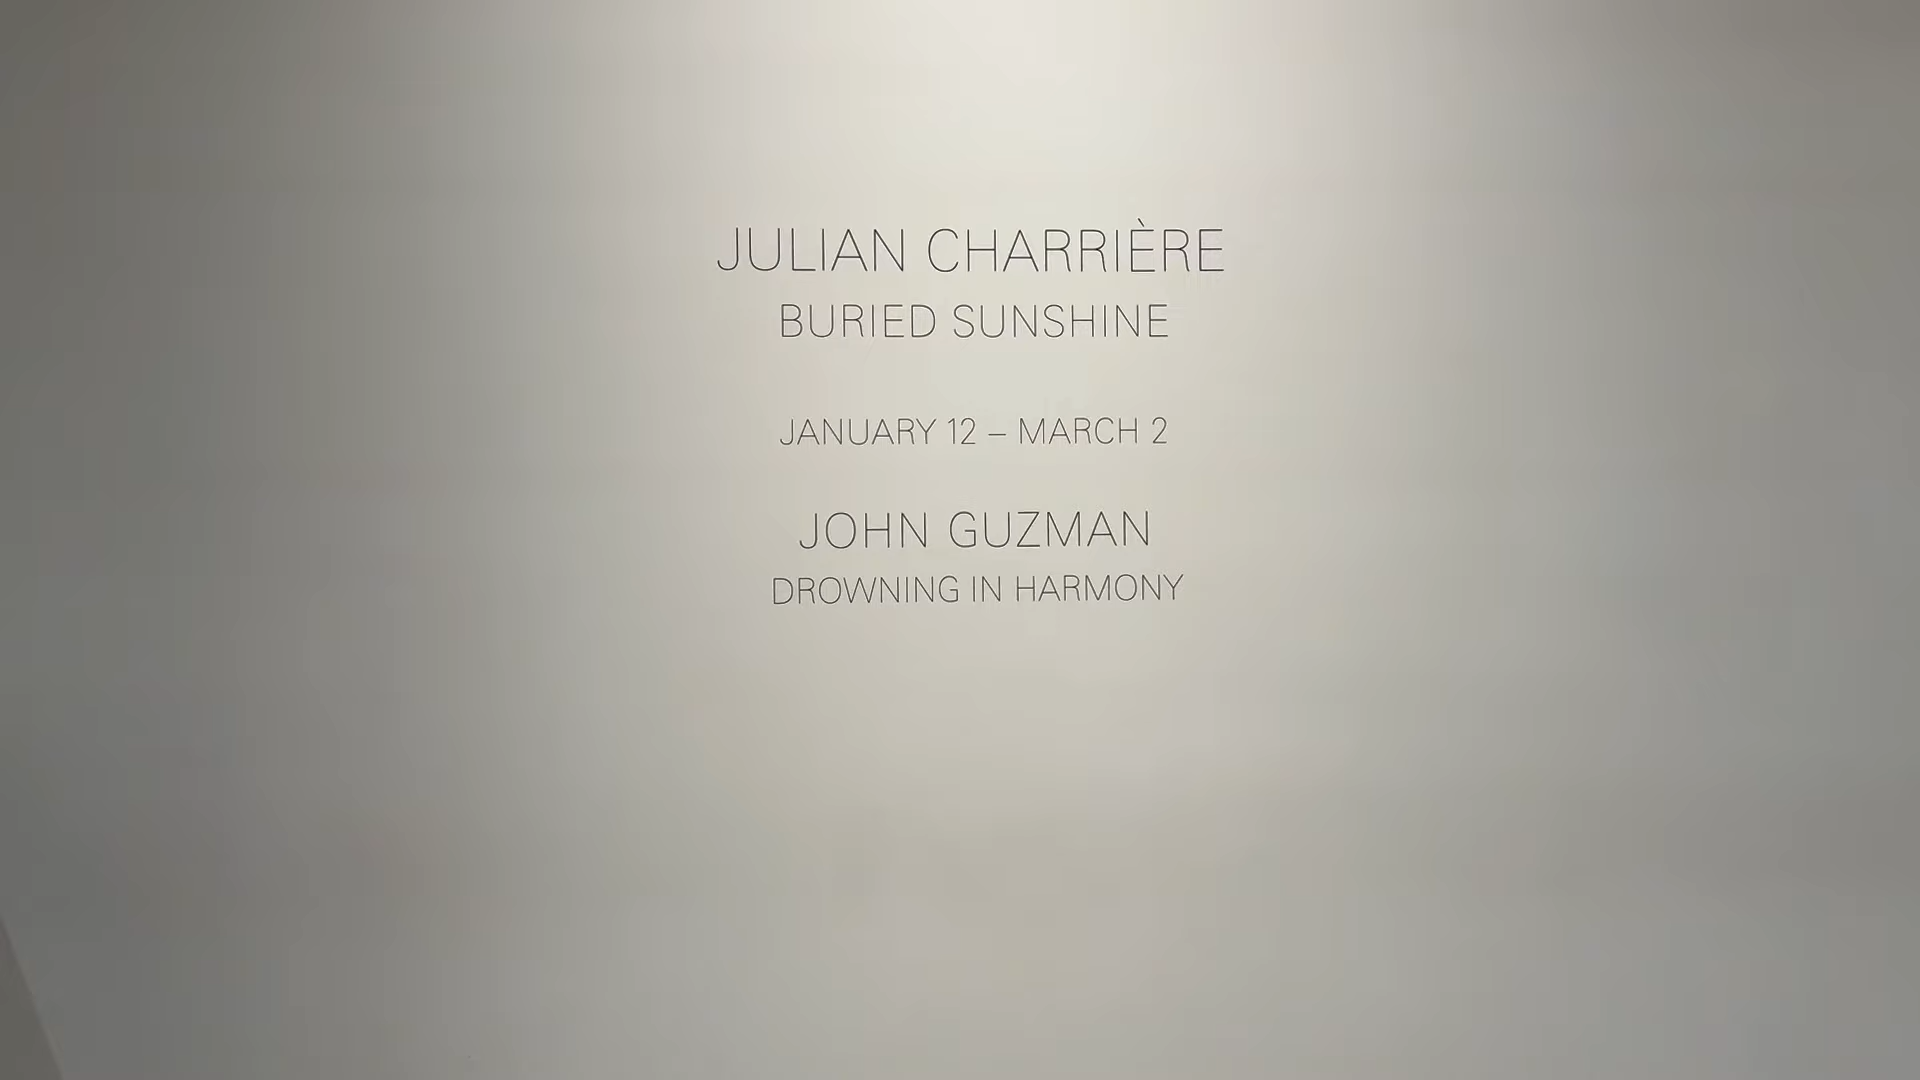 JULIAN CHARRIÈRE
BURIED SUNSHINE
JANUARY 12 – MARCH 2
JOHN GUZMAN
DROWNING IN HARMONY